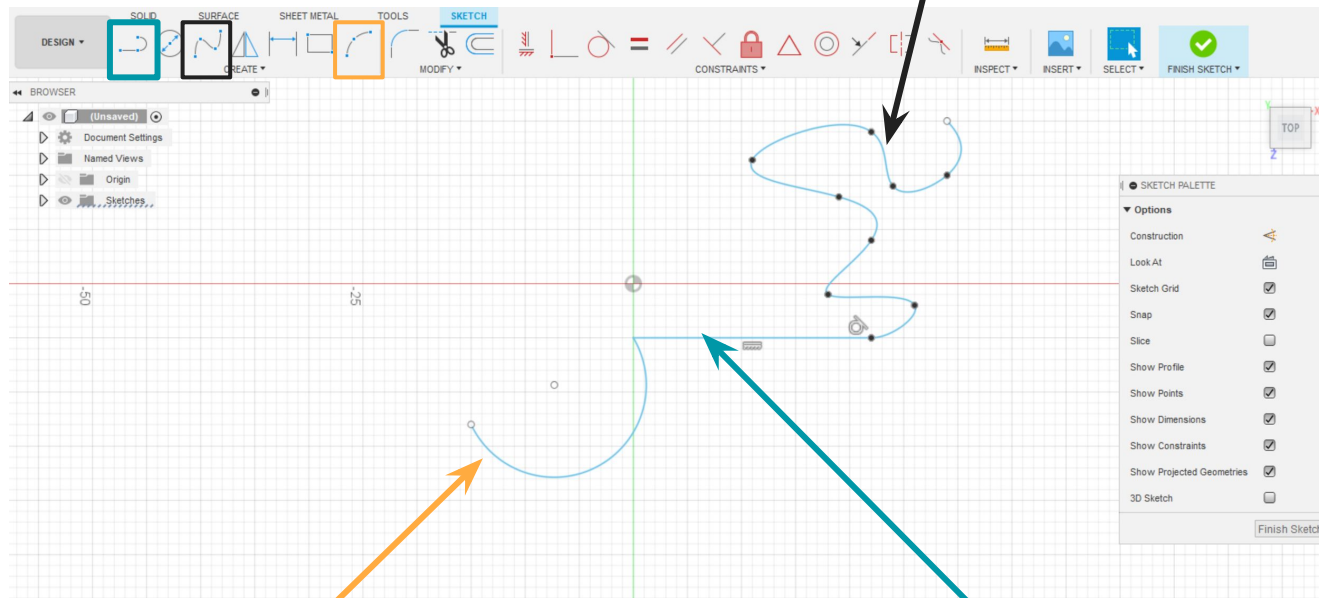 SOLID SURFACE SHEET METAL TOOLS SKETCH
DESIGN ▾
CREATE ▾ MODIFY ▾ CONSTRAINTS ▾ INSPECT ▾ INSERT ▾ SELECT ▾ FINISH SKETCH ▾
BROWSER
(Unsaved)
Document Settings
Named Views
Origin
Sketches
-50
-25
Y
X
TOP
Z
SKETCH PALETTE
▼ Options
Construction
Look At
Sketch Grid
Snap
Slice
Show Profile
Show Points
Show Dimensions
Show Constraints
Show Projected Geometries
3D Sketch
Finish Sketch